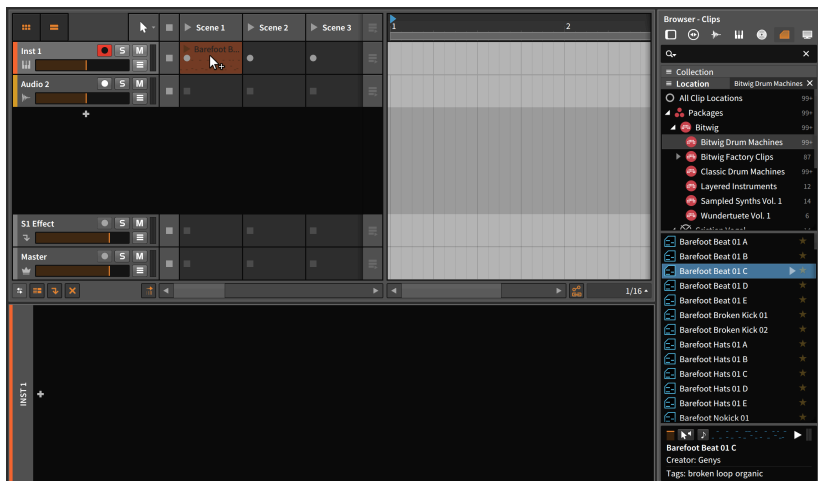 Scene 1
Scene 2
Scene 3
1
2
Inst 1
S
M
Barefoot B...
Audio 2
S
M
S1 Effect
S
M
Master
S
M
1/16
INST 1
Browser - Clips
Collection
Location
Bitwig Drum Machines
All Clip Locations
99+
Packages
99+
Bitwig
99+
Bitwig Drum Machines
99+
Bitwig Factory Clips
87
Classic Drum Machines
99+
Layered Instruments
12
Sampled Synths Vol. 1
14
Wundertuete Vol. 1
6
Barefoot Beat 01 A
Barefoot Beat 01 B
Barefoot Beat 01 C
Barefoot Beat 01 D
Barefoot Beat 01 E
Barefoot Broken Kick 01
Barefoot Broken Kick 02
Barefoot Hats 01 A
Barefoot Hats 01 B
Barefoot Hats 01 C
Barefoot Hats 01 D
Barefoot Hats 01 E
Barefoot Nokick 01
Barefoot Beat 01 C
Creator: Genys
Tags: broken loop organic